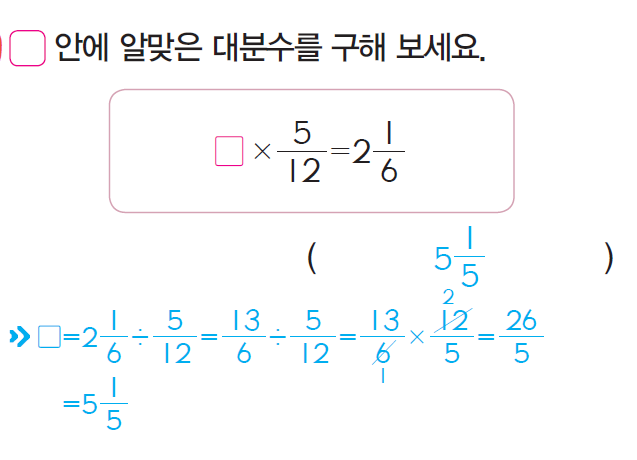 □ 안에 알맞은 대분수를 구해 보세요.
□ × 5/12 = 2 1/6
( 5 1/5 )
» □ = 2 1/6 ÷ 5/12 = 13/6 ÷ 5/12 = 13/6 × 12/5 = 26/5
2
1
= 5 1/5